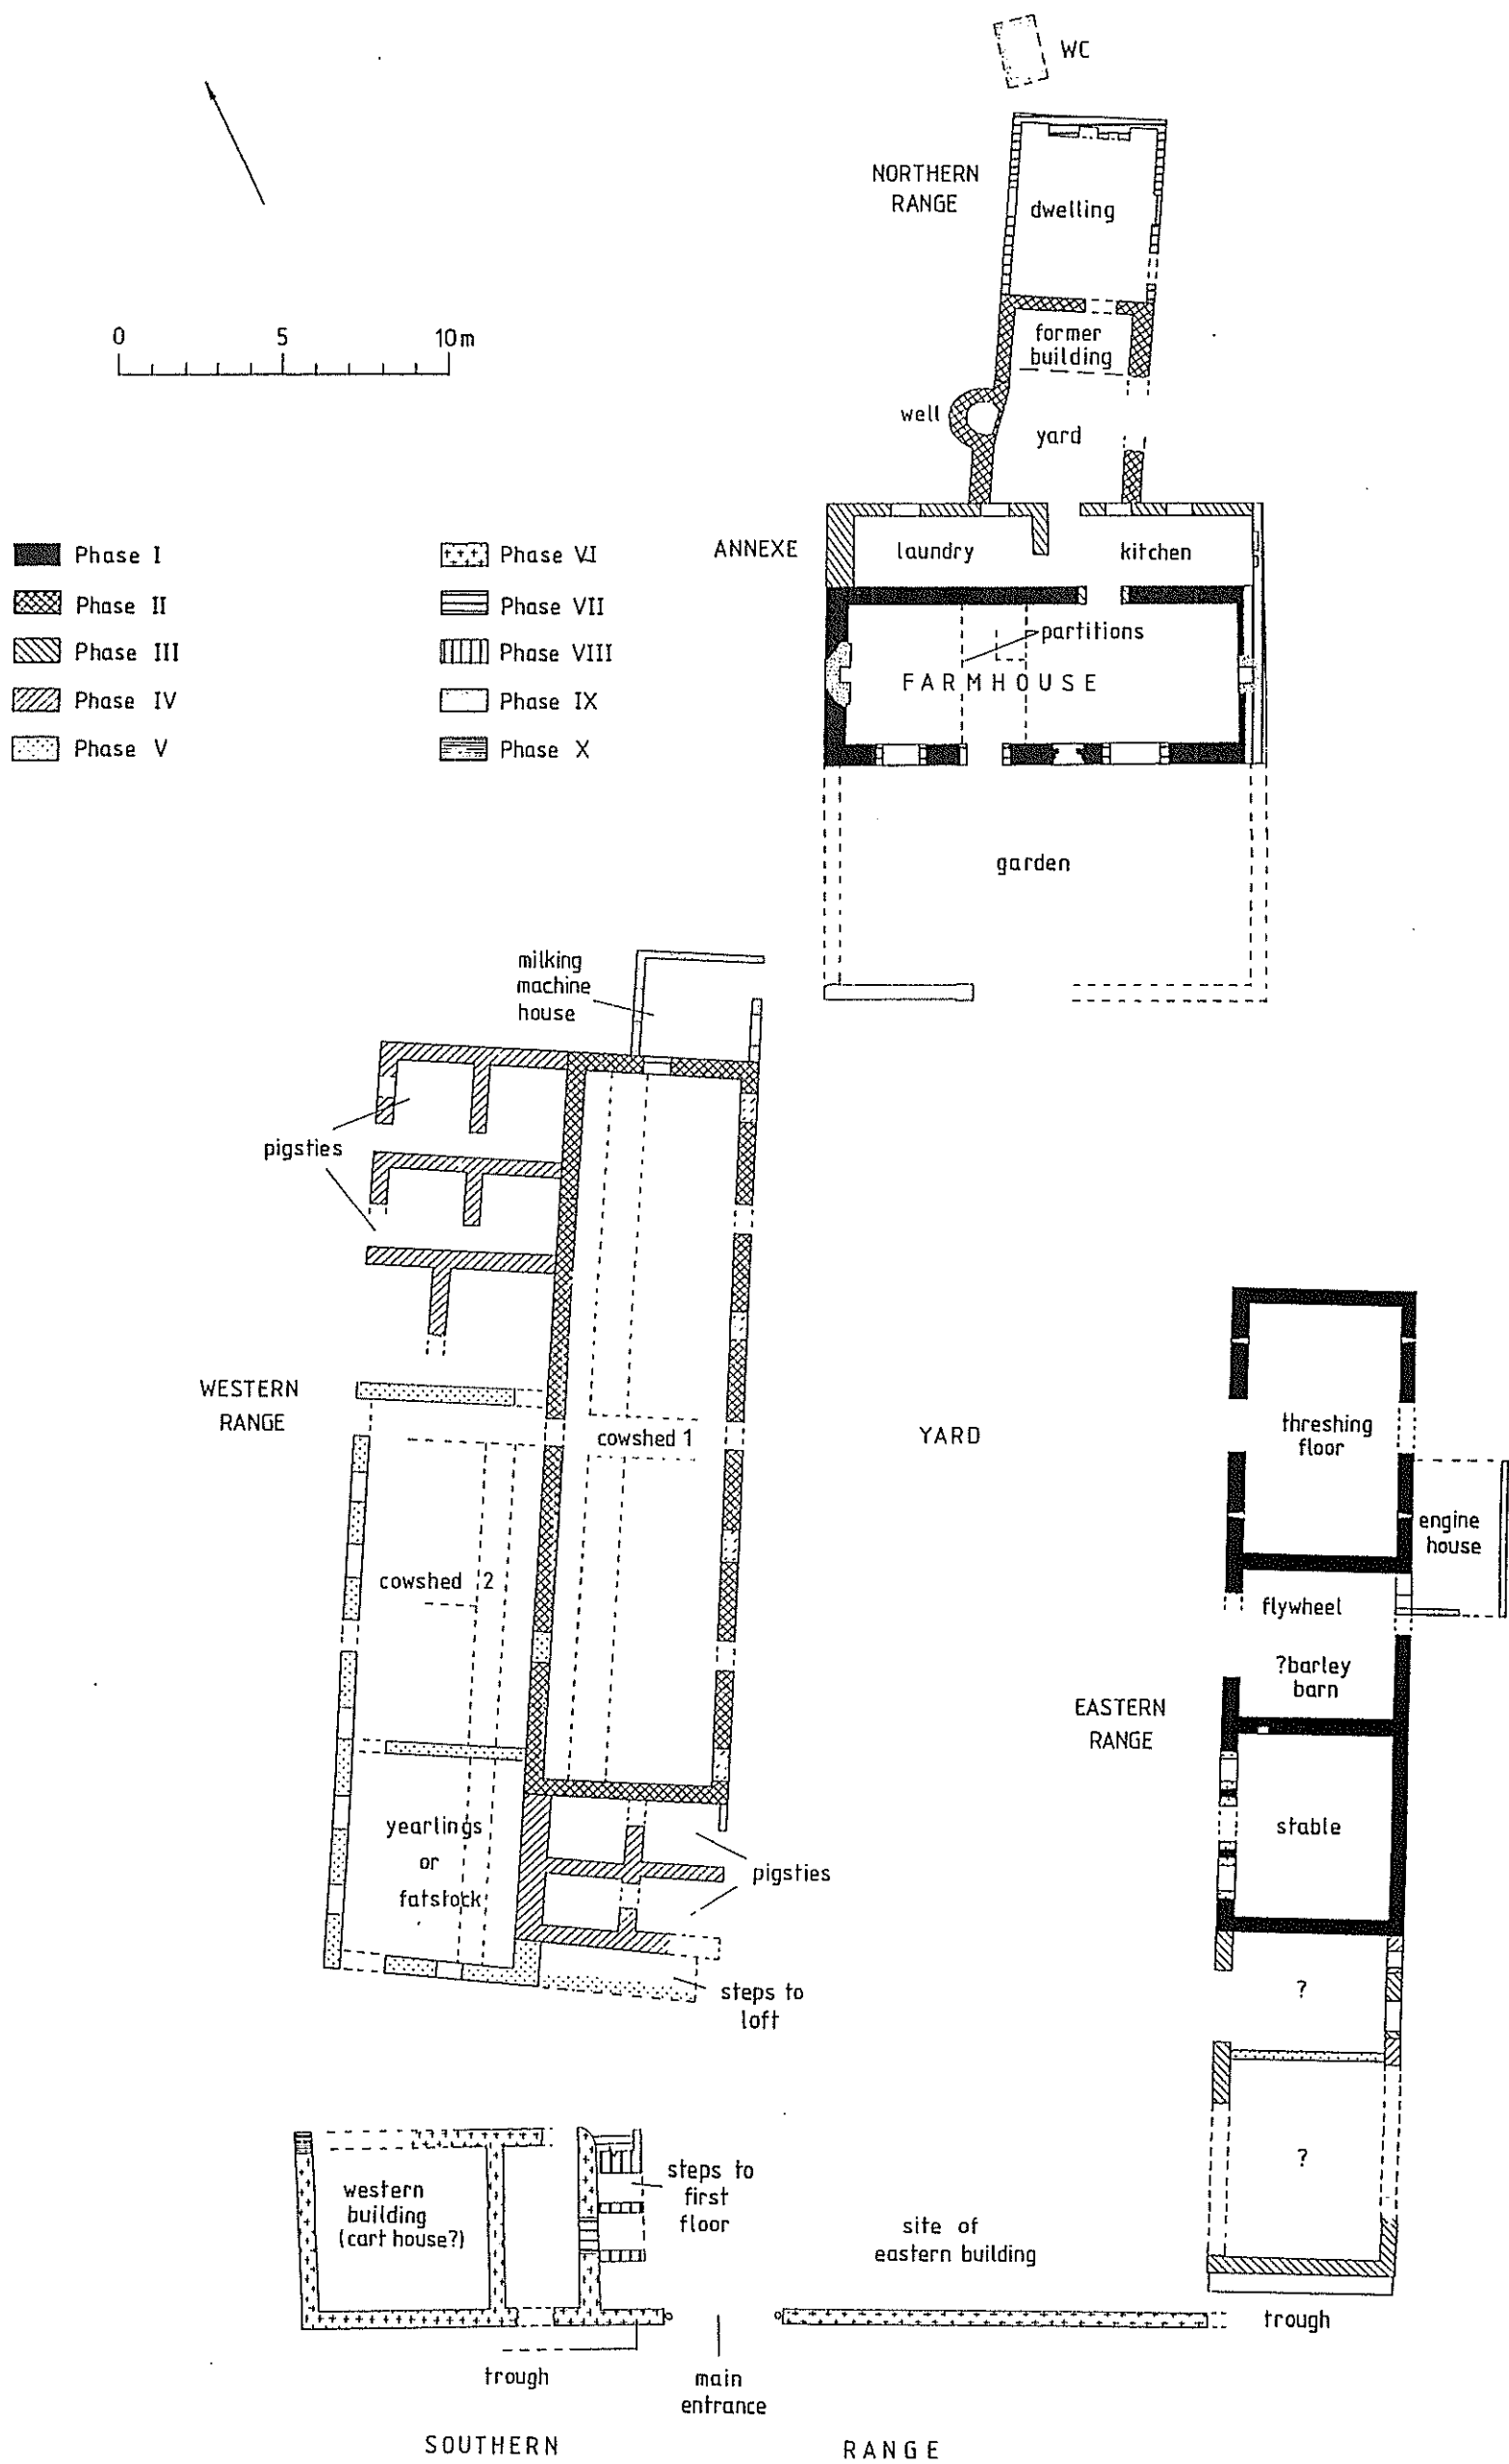 WC
NORTHERN
RANGE
dwelling
0 5 10 m
former
building
well
yard
Phase I
Phase II
Phase III
Phase IV
Phase V
Phase VI
Phase VII
Phase VIII
Phase IX
Phase X
ANNEXE
laundry
kitchen
partitions
FARMHOUSE
garden
milking
machine
house
pigsties
WESTERN
RANGE
cowshed 1
YARD
threshing
floor
engine
house
cowshed 2
flywheel
?barley
barn
EASTERN
RANGE
yearlings
or
fatstock
stable
pigsties
steps to
loft
?
?
western
building
(cart house?)
steps to
first
floor
site of
eastern building
trough
trough
main
entrance
SOUTHERN RANGE